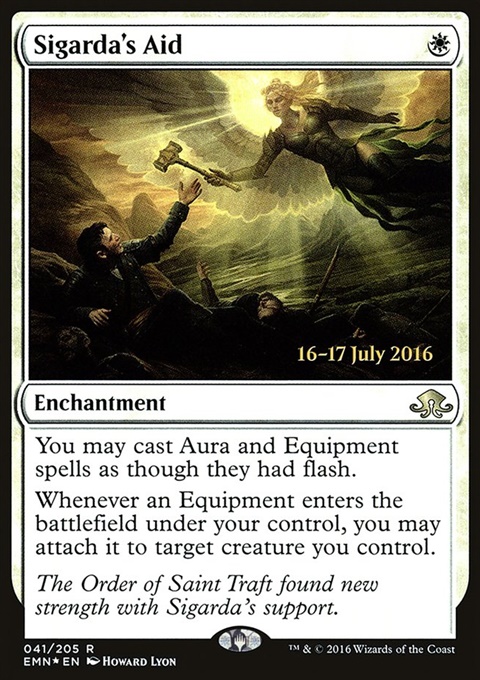 Sigarda's Aid
16–17 July 2016
Enchantment
You may cast Aura and Equipment
spells as though they had flash.
Whenever an Equipment enters the
battlefield under your control, you may
attach it to target creature you control.
The Order of Saint Traft found new
strength with Sigarda's support.
041/205 R
EMN★EN Howard Lyon
™ & © 2016 Wizards of the Coast